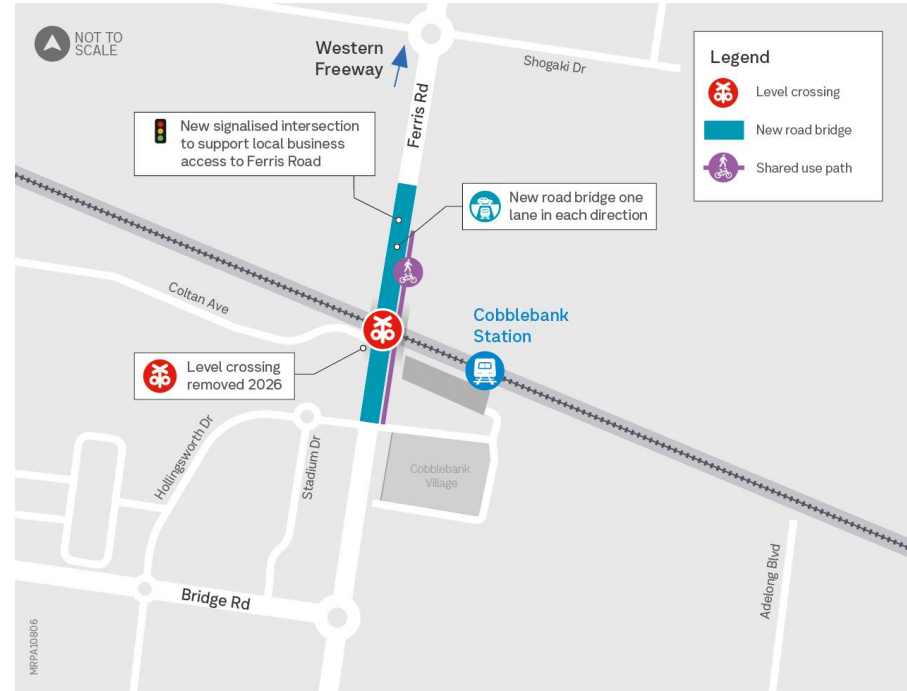 NOT TO
SCALE
Western
Freeway
Shogaki Dr
Ferris Rd
Legend
Level crossing
New road bridge
Shared use path
New signalised intersection
to support local business
access to Ferris Road
New road bridge one
lane in each direction
Coltan Ave
Cobblebank
Station
Level crossing
removed 2026
Hollingsworth Dr
Stadium Dr
Cobblebank
Village
Adelong Blvd
Bridge Rd
MRPA10806